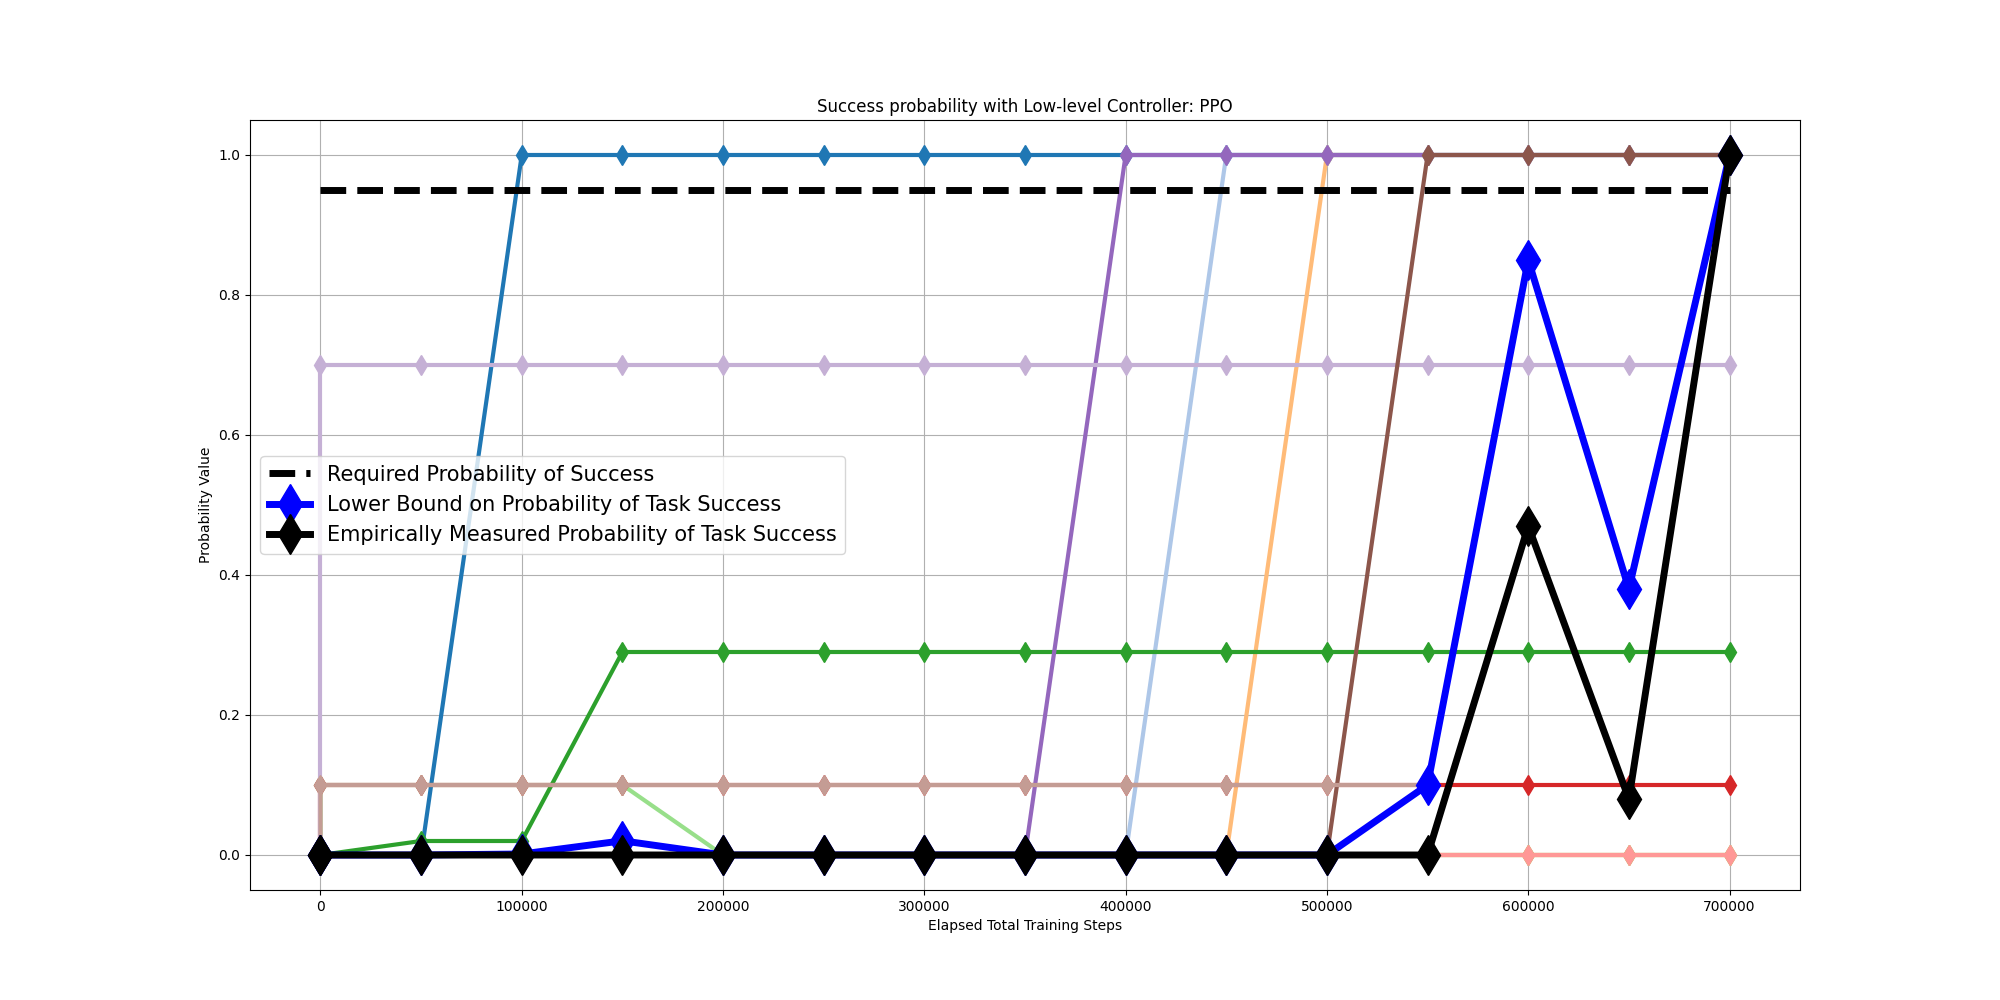 Success probability with Low-level Controller: PPO
1.0
0.8
0.6
0.4
0.2
0.0
Probability Value
Required Probability of Success
Lower Bound on Probability of Task Success
Empirically Measured Probability of Task Success
0 100000 200000 300000 400000 500000 600000 700000
Elapsed Total Training Steps